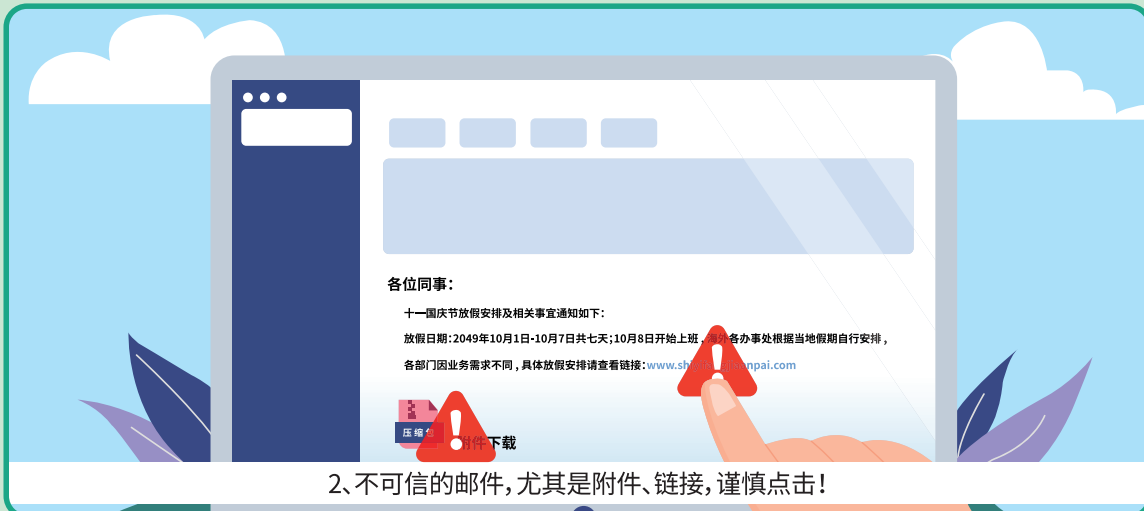 各位同事：
十一国庆节放假安排及相关事宜通知如下：
放假日期：2049年10月1日-10月7日共七天；10月8日开始上班，海外各办事处根据当地假期自行安排，
各部门因业务需求不同，具体放假安排请查看链接：www.sh
压缩包
附件下载
2、不可信的邮件，尤其是附件、链接，谨慎点击！